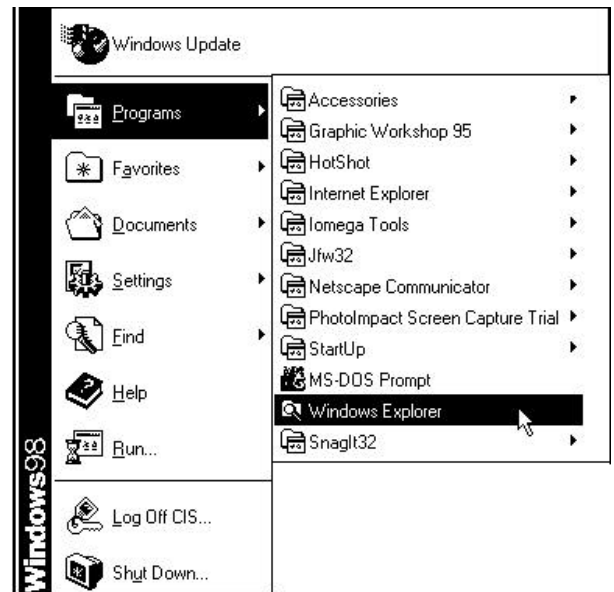 Windows Update
Programs
Favorites
Documents
Settings
Find
Help
Run...
Log Off CIS...
Shut Down...
Windows98
Accessories
Graphic Workshop 95
HotShot
Internet Explorer
Iomega Tools
Jfw32
Netscape Communicator
PhotoImpact Screen Capture Trial
StartUp
MS-DOS Prompt
Windows Explorer
SnagIt32